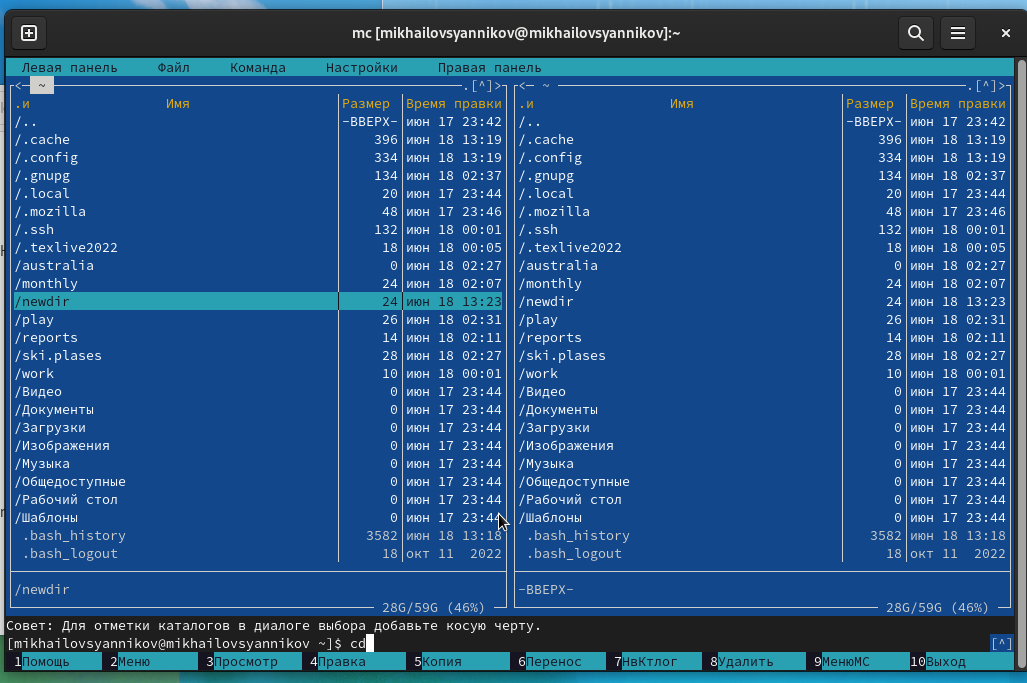 mc [mikhailovsyannikov@mikhailovsyannikov]:~
Левая панель Файл Команда Настройки Правая панель
<— ~ .[^]> <— ~ .[^]>
.и Имя Размер Время правки .и Имя Размер Время правки
/.. -ВВЕРХ- июн 17 23:42 /.. -ВВЕРХ- июн 17 23:42
/.cache 396 июн 18 13:19 /.cache 396 июн 18 13:19
/.config 334 июн 18 13:19 /.config 334 июн 18 13:19
/.gnupg 134 июн 18 02:37 /.gnupg 134 июн 18 02:37
/.local 20 июн 17 23:44 /.local 20 июн 17 23:44
/.mozilla 48 июн 17 23:46 /.mozilla 48 июн 17 23:46
/.ssh 132 июн 18 00:01 /.ssh 132 июн 18 00:01
/.texlive2022 18 июн 18 00:05 /.texlive2022 18 июн 18 00:05
/australia 0 июн 18 02:27 /australia 0 июн 18 02:27
/monthly 24 июн 18 02:07 /monthly 24 июн 18 02:07
/newdir 24 июн 18 13:23 /newdir 24 июн 18 13:23
/play 26 июн 18 02:31 /play 26 июн 18 02:31
/reports 14 июн 18 02:11 /reports 14 июн 18 02:11
/ski.plases 28 июн 18 02:27 /ski.plases 28 июн 18 02:27
/work 10 июн 18 00:01 /work 10 июн 18 00:01
/Видео 0 июн 17 23:44 /Видео 0 июн 17 23:44
/Документы 0 июн 17 23:44 /Документы 0 июн 17 23:44
/Загрузки 0 июн 17 23:44 /Загрузки 0 июн 17 23:44
/Изображения 0 июн 17 23:44 /Изображения 0 июн 17 23:44
/Музыка 0 июн 17 23:44 /Музыка 0 июн 17 23:44
/Общедоступные 0 июн 17 23:44 /Общедоступные 0 июн 17 23:44
/Рабочий стол 0 июн 17 23:44 /Рабочий стол 0 июн 17 23:44
/Шаблоны 0 июн 17 23:44 /Шаблоны 0 июн 17 23:44
.bash_history 3582 июн 18 13:18 .bash_history 3582 июн 18 13:18
.bash_logout 18 окт 11 2022 .bash_logout 18 окт 11 2022
/newdir -ВВЕРХ-
28G/59G (46%) 28G/59G (46%)
Совет: Для отметки каталогов в диалоге выбора добавьте косую черту.
[mikhailovsyannikov@mikhailovsyannikov ~]$ cd [^]
1Помощь 2Меню 3Просмотр 4Правка 5Копия 6Перенос 7НвКтлог 8Удалить 9МенюMC 10Выход